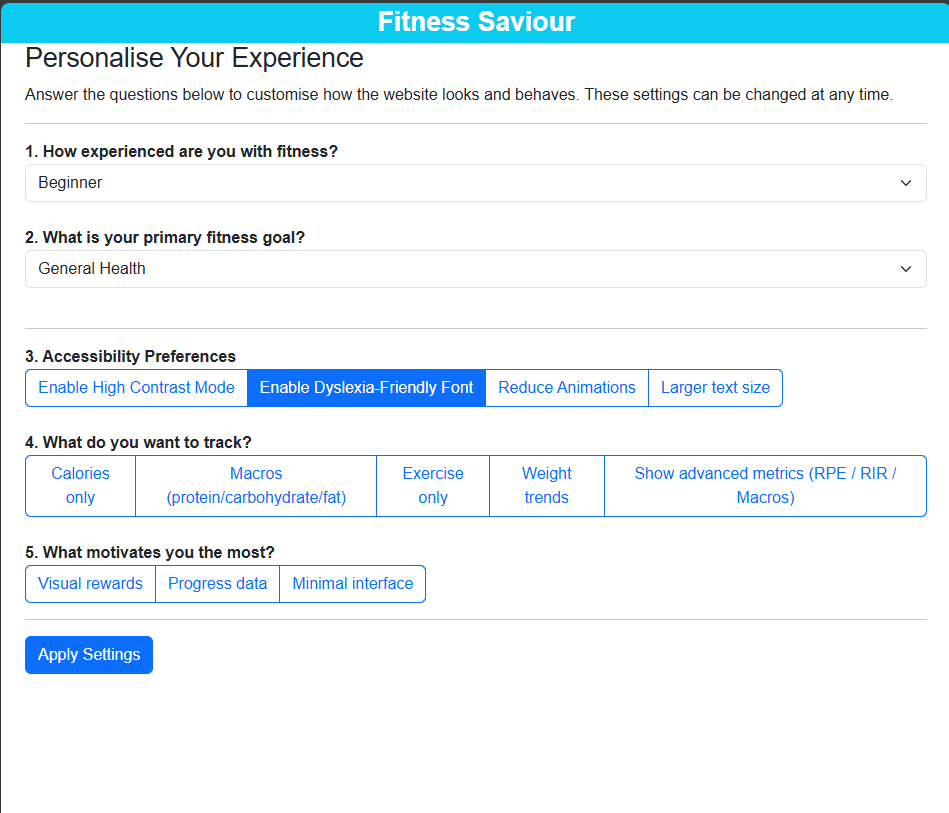 Fitness Saviour
Personalise Your Experience
Answer the questions below to customise how the website looks and behaves. These settings can be changed at any time.
1. How experienced are you with fitness?
Beginner
2. What is your primary fitness goal?
General Health
3. Accessibility Preferences
Enable High Contrast Mode
Enable Dyslexia-Friendly Font
Reduce Animations
Larger text size
4. What do you want to track?
Calories
only
Macros
(protein/carbohydrate/fat)
Exercise
only
Weight
trends
Show advanced metrics (RPE / RIR /
Macros)
5. What motivates you the most?
Visual rewards
Progress data
Minimal interface
Apply Settings